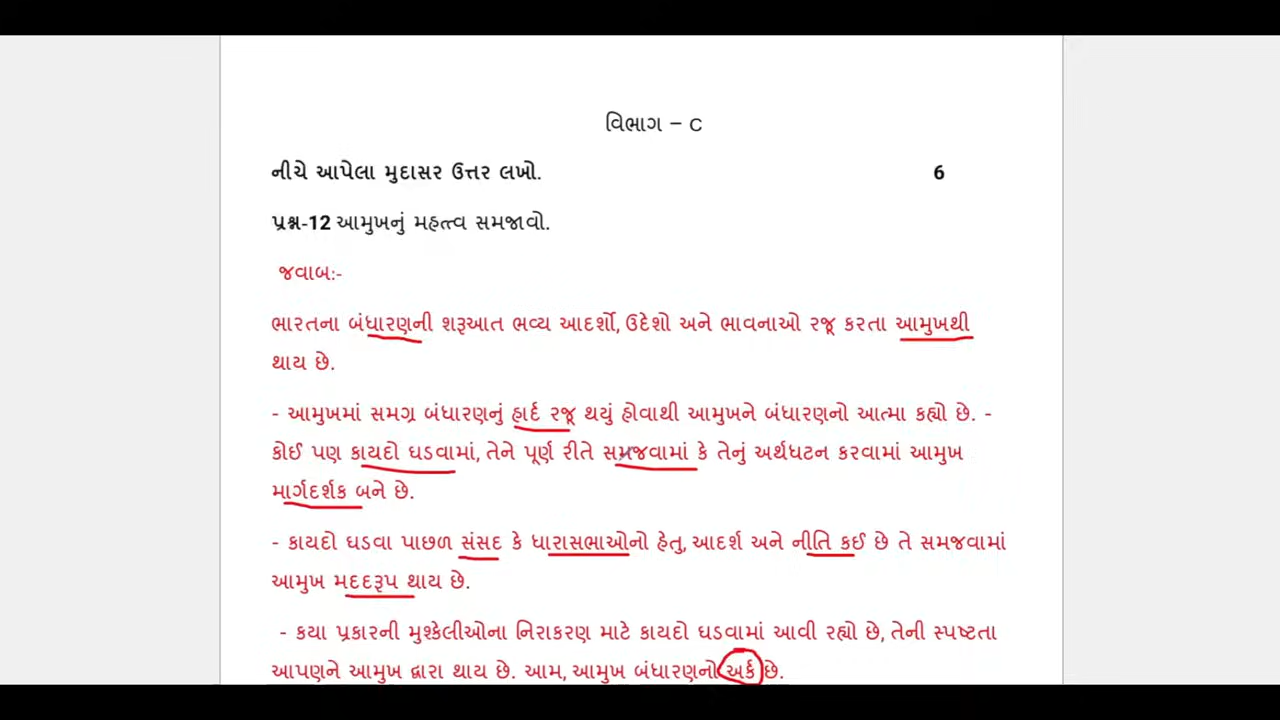 વિભાગ – C
નીચે આપેલા મુદાસર ઉત્તર લખો. 6
પ્રશ્ન-12 આમુખનું મહત્ત્વ સમજાવો.
જવાબ:-
ભારતના બંધારણની શરૂઆત ભવ્ય આદર્શો, ઉદેશો અને ભાવનાઓ રજૂ કરતા આમુખથી
થાય છે.
- આમુખમાં સમગ્ર બંધારણનું હાર્દ રજૂ થયું હોવાથી આમુખને બંધારણનો આત્મા કહ્યો છે. -
કોઈ પણ કાયદો ઘડવામાં, તેને પૂર્ણ રીતે સમજવામાં કે તેનું અર્થઘટન કરવામાં આમુખ
માર્ગદર્શક બને છે.
- કાયદો ઘડવા પાછળ સંસદ કે ધારાસભાઓનો હેતુ, આદર્શ અને નીતિ કઈ છે તે સમજવામાં
આમુખ મદદરૂપ થાય છે.
- કયા પ્રકારની મુશ્કેલીઓના નિરાકરણ માટે કાયદો ઘડવામાં આવી રહ્યો છે, તેની સ્પષ્ટતા
આપણને આમુખ દ્વારા થાય છે. આમ, આમુખ બંધારણનો અર્ક છે.